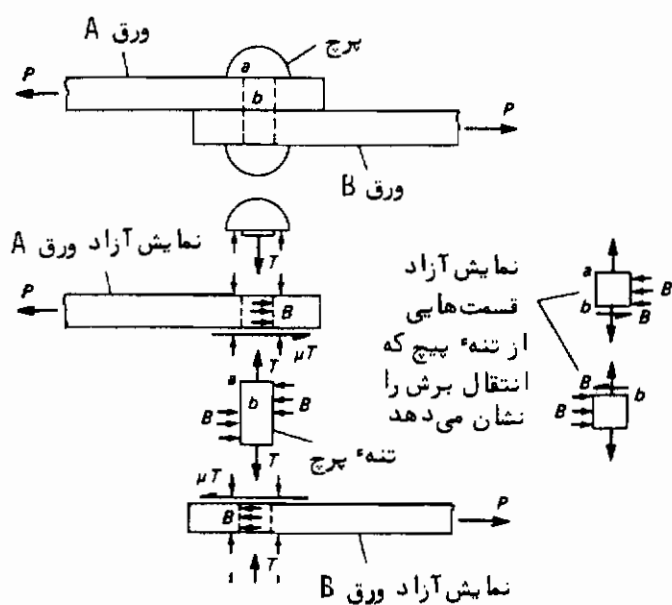 ورق A
پرچ
P
a
b
P
ورق B
نمایش آزاد ورق A
T
P
B
μT
T
a
b
B
B
تنهٔ پرچ
T
μT
B
P
T
نمایش آزاد ورق B
نمایش آزاد
قسمت‌هایی
از تنهٔ پیچ که
انتقال برش را
نشان می‌دهد
a
B
b
B
B
b
B